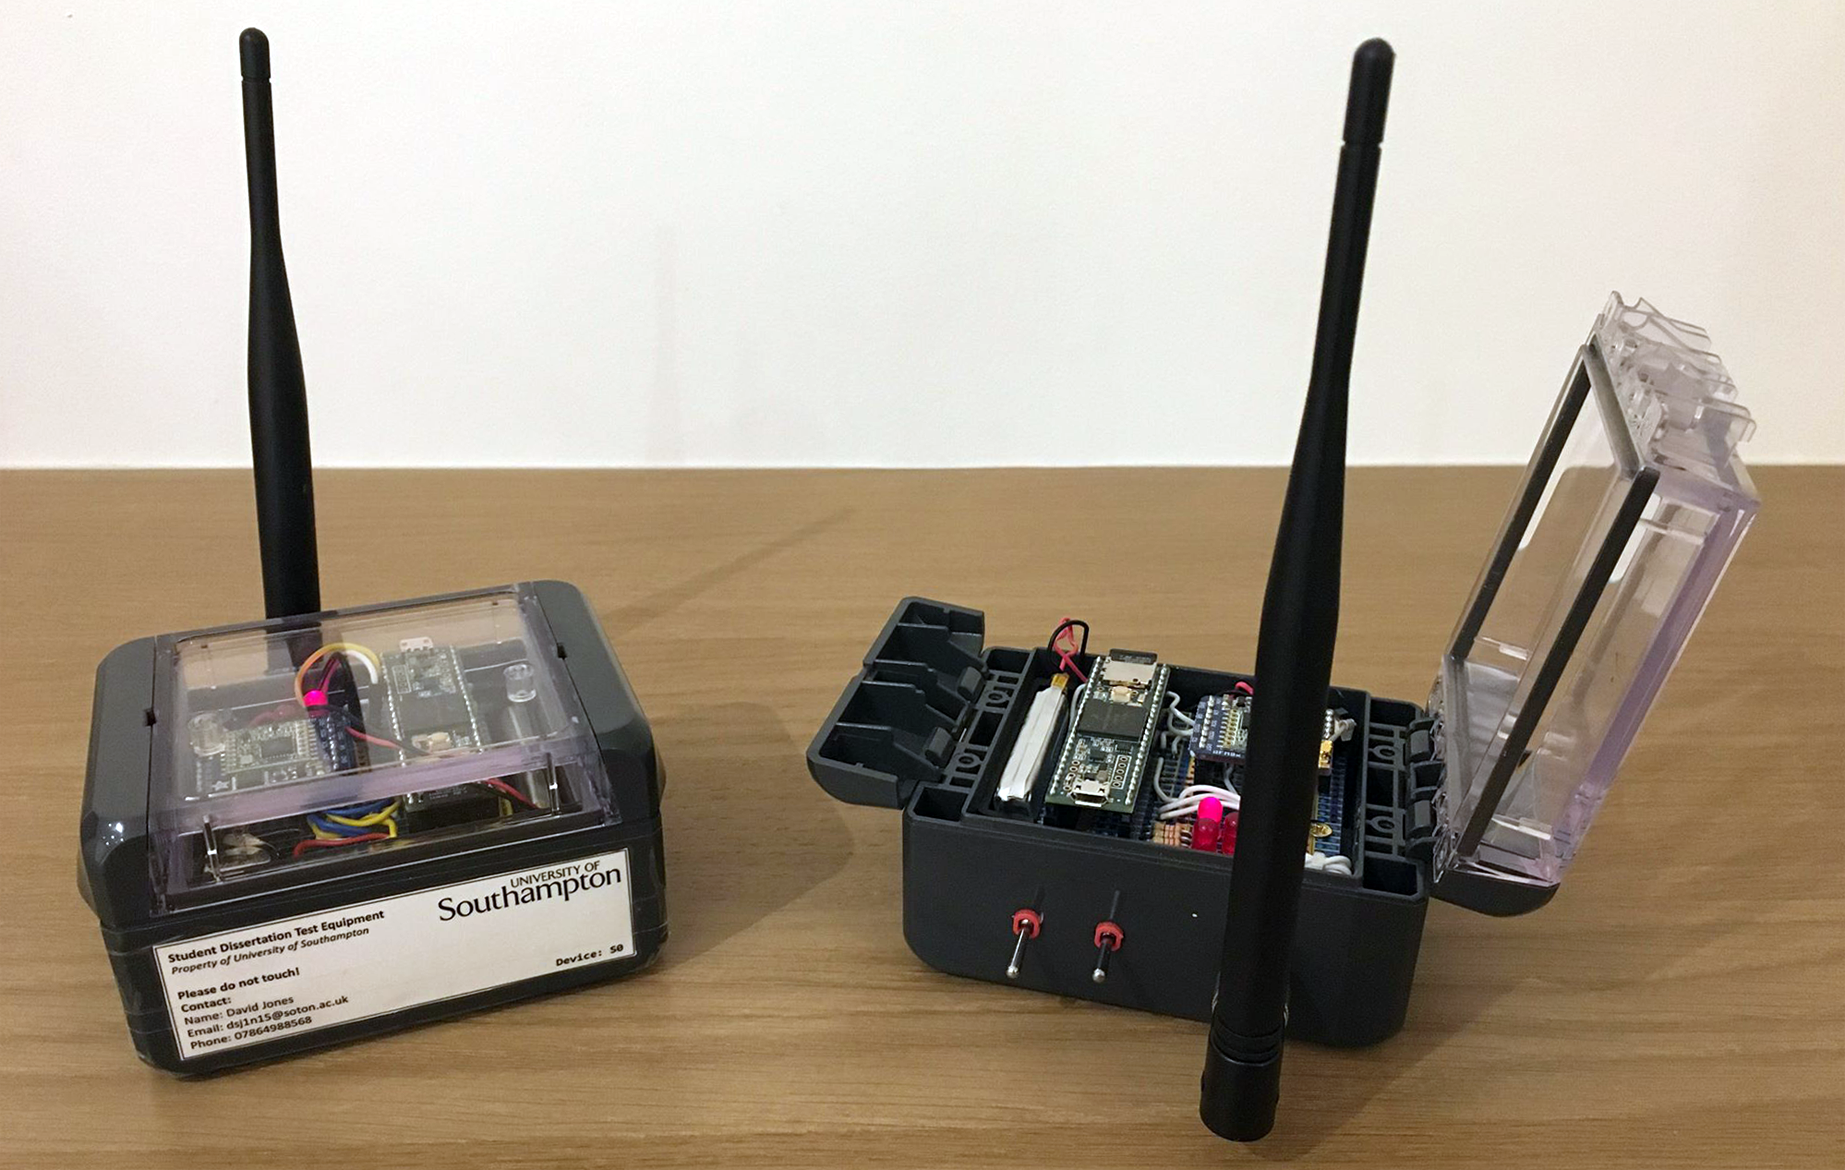 UNIVERSITY OF
Southampton
Student Dissertation Test Equipment
Property of University of Southampton
Device: S0
Please do not touch!
Contact:
Name: David Jones
Email: dsj1n15@soton.ac.uk
Phone: 07864988568